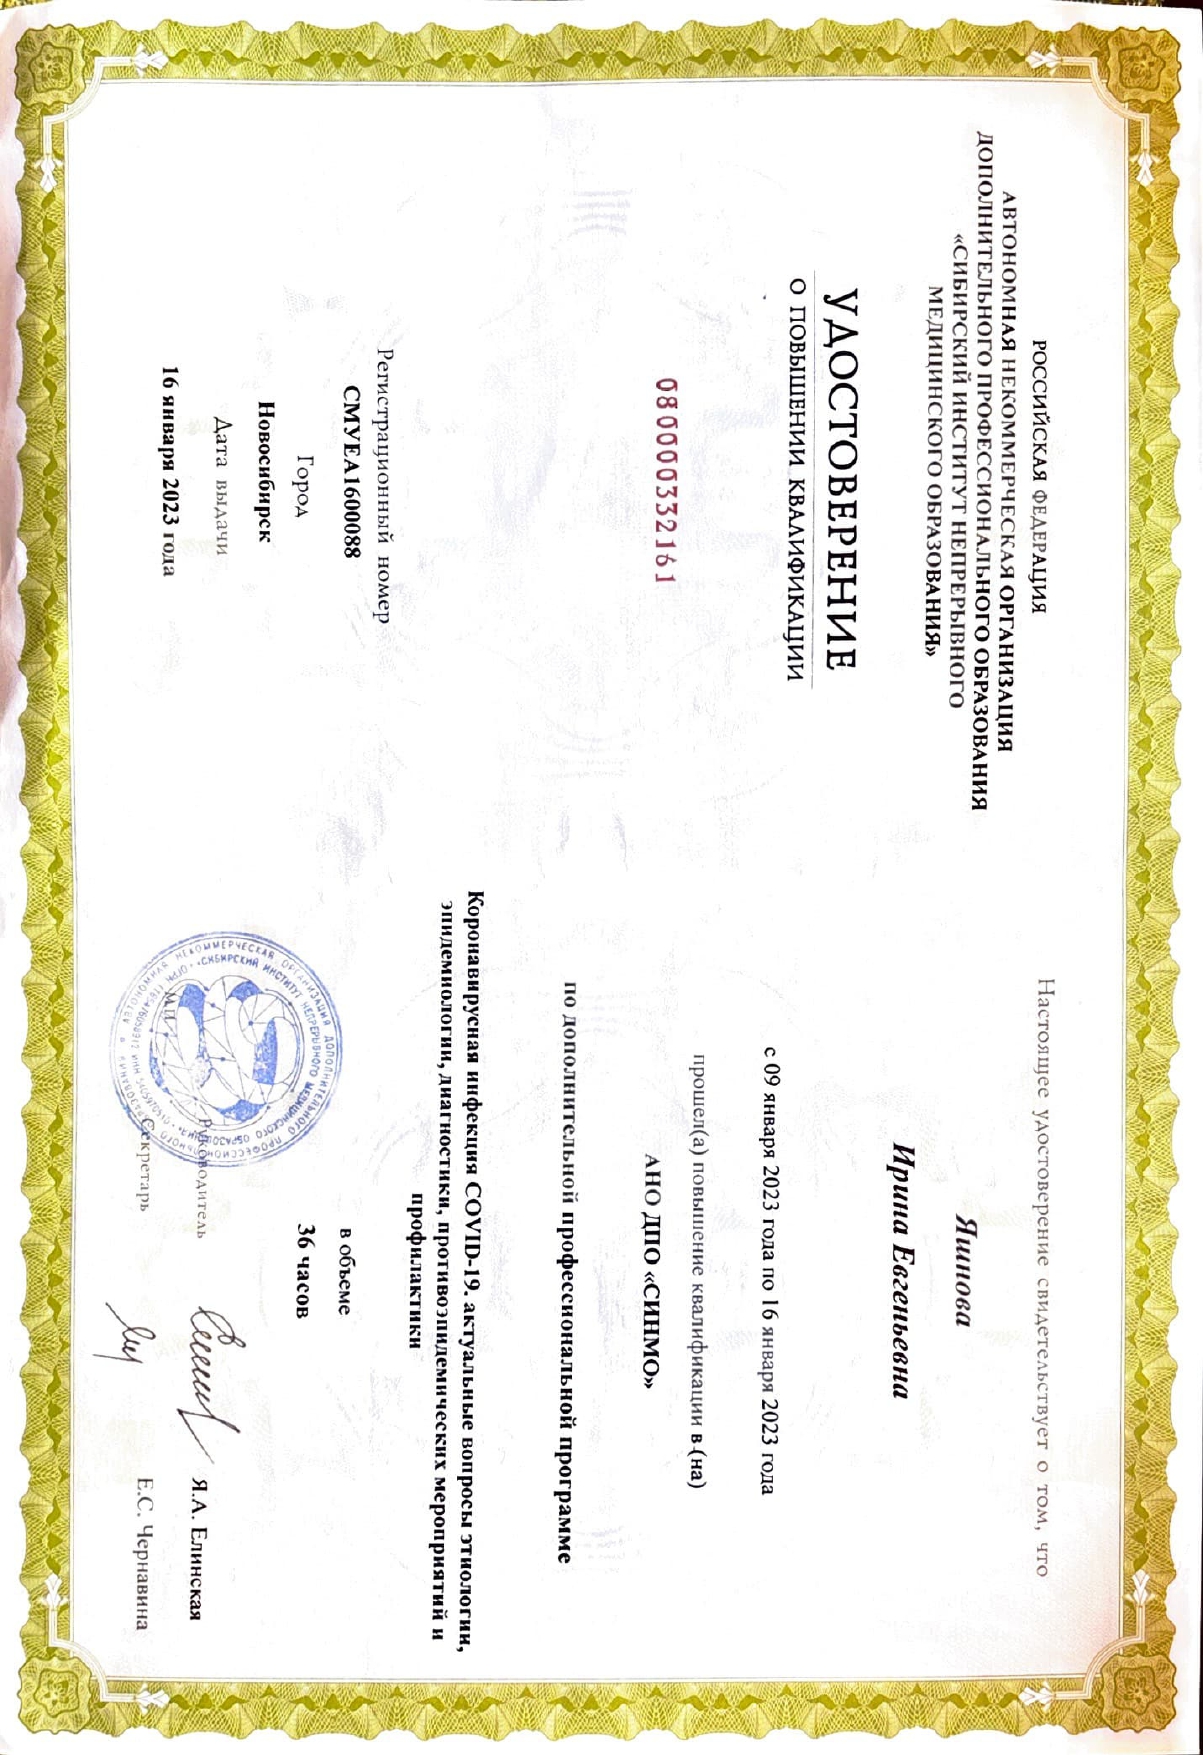 РОССИЙСКАЯ ФЕДЕРАЦИЯ
АВТОНОМНАЯ НЕКОММЕРЧЕСКАЯ ОРГАНИЗАЦИЯ
ДОПОЛНИТЕЛЬНОГО ПРОФЕССИОНАЛЬНОГО ОБРАЗОВАНИЯ
«СИБИРСКИЙ ИНСТИТУТ НЕПРЕРЫВНОГО
МЕДИЦИНСКОГО ОБРАЗОВАНИЯ»
УДОСТОВЕРЕНИЕ
О ПОВЫШЕНИИ КВАЛИФИКАЦИИ
080000332161
Регистрационный номер
СМУЕА1600088
Город
Новосибирск
Дата выдачи
16 января 2023 года
Настоящее удостоверение свидетельствует о том, что
Яшнова
Ирина Евгеньевна
с 09 января 2023 года по 16 января 2023 года
прошел(а) повышение квалификации в (на)
АНО ДПО «СИНМО»
по дополнительной профессиональной программе
Коронавирусная инфекция COVID-19. актуальные вопросы этиологии,
эпидемиологии, диагностики, противоэпидемических мероприятий и
профилактики
в объеме
36 часов
Руководитель
Я.А. Елинская
М.П.
Секретарь
Е.С. Чернавина
АВТОНОМНАЯ НЕКОММЕРЧЕСКАЯ ОРГАНИЗАЦИЯ ДОПОЛНИТЕЛЬНОГО ПРОФЕССИОНАЛЬНОГО ОБРАЗОВАНИЯ
«СИБИРСКИЙ ИНСТИТУТ НЕПРЕРЫВНОГО МЕДИЦИНСКОГО ОБРАЗОВАНИЯ»